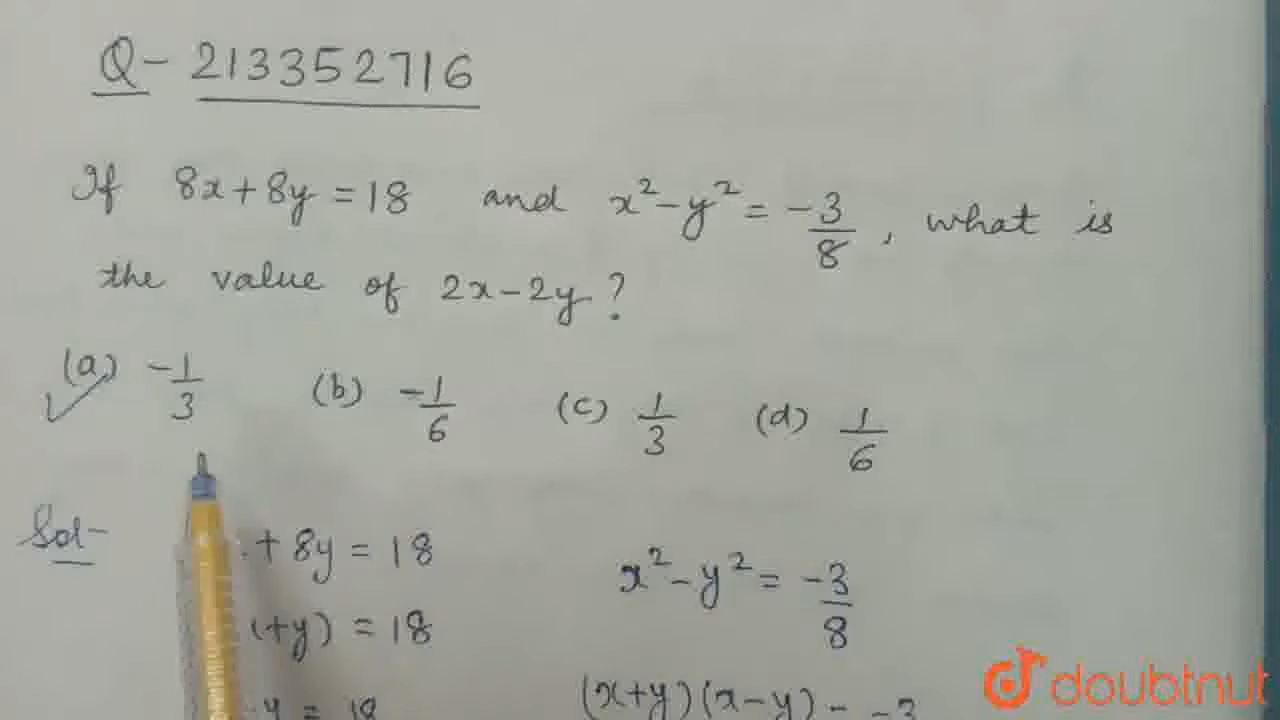 Q- 213352716
If 8x+8y=18 and x²-y²= -3/8, what is
the value of 2x-2y?
(a) -1/3 (b) -1/6 (c) 1/3 (d) 1/6
Sol-
+ 8y = 18 x²-y² = -3/8
+y) = 18
y = 18 (x+y)(x-y) = -3
doubtnut